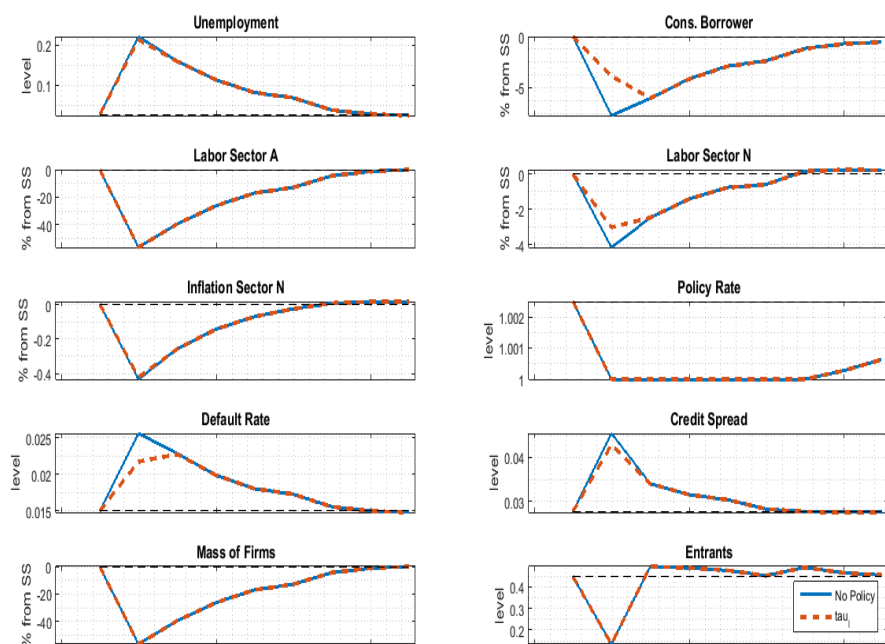 Unemployment
level
0.2
0.1
Cons. Borrower
% from SS
0
-5
Labor Sector A
% from SS
0
-20
-40
Labor Sector N
% from SS
0
-2
-4
Inflation Sector N
% from SS
0
-0.2
-0.4
Policy Rate
level
1.002
1.001
1
Default Rate
level
0.025
0.02
0.015
Credit Spread
level
0.04
0.03
Mass of Firms
% from SS
0
-20
-40
Entrants
level
0.4
0.3
0.2
No Policy
tau_l